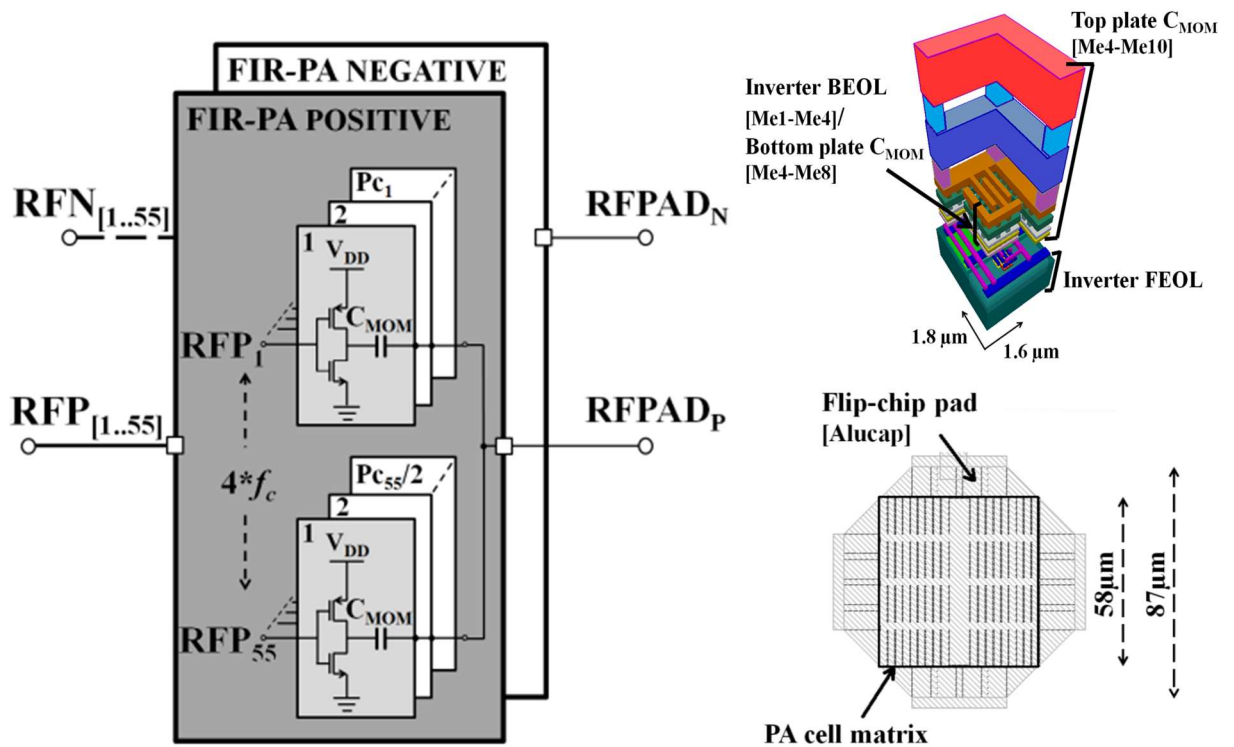 FIR-PA NEGATIVE
FIR-PA POSITIVE
RFN[1..55]
RFP[1..55]
Pc1
2
1
VDD
CMOM
RFP1
4*fc
Pc55/2
2
1
VDD
CMOM
RFP55
RFPADN
RFPADP
Top plate CMOM
[Me4-Me10]
Inverter BEOL
[Me1-Me4]/
Bottom plate CMOM
[Me4-Me8]
Inverter FEOL
1.8 µm
1.6 µm
Flip-chip pad
[Alucap]
58µm
87µm
PA cell matrix